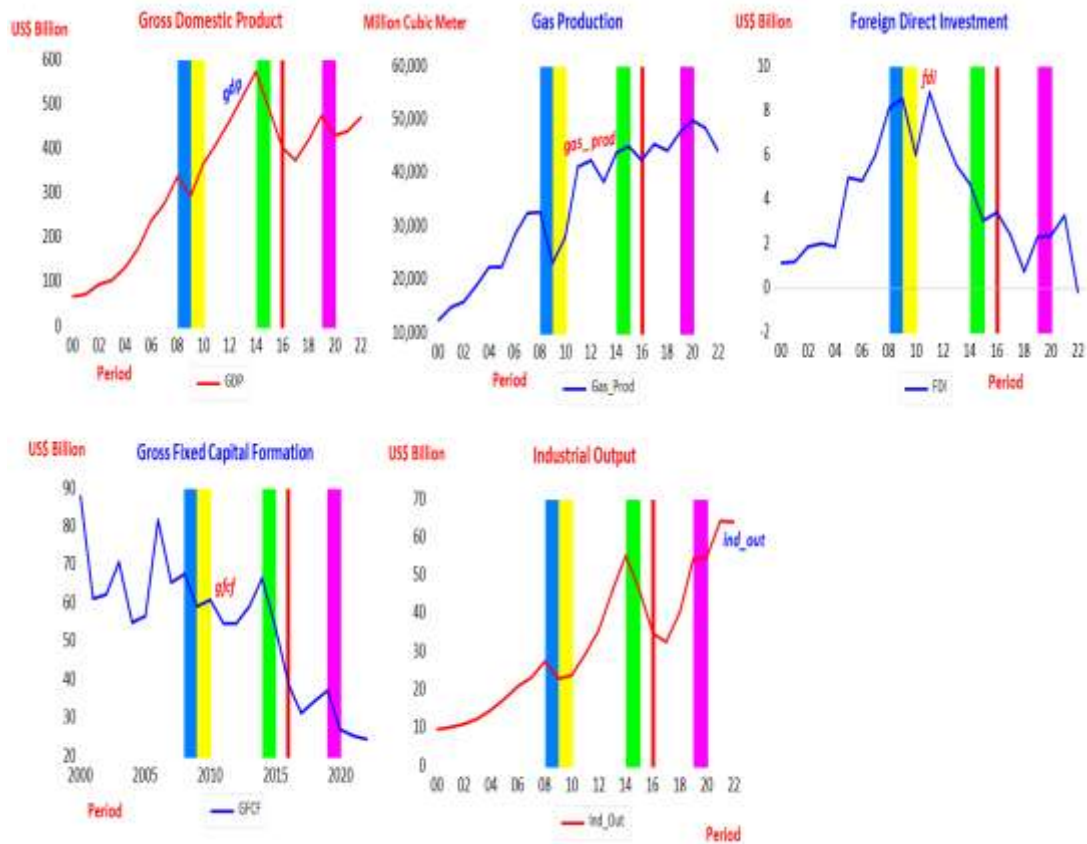 Gross Domestic Product
US$ Billion
600
500
400
300
200
100
0
gdp
00 02 04 06 08 10 12 14 16 18 20 22
Period
GDP
Gas Production
Million Cubic Meter
60,000
50,000
40,000
30,000
20,000
10,000
gas_prod
00 02 04 06 08 10 12 14 16 18 20 22
Period
Gas_Prod
Foreign Direct Investment
US$ Billion
10
8
6
4
2
0
-2
fdi
00 02 04 06 08 10 12 14 16 18 20 22
FDI
Period
US$ Billion
Gross Fixed Capital Formation
90
80
70
60
50
40
30
20
gfcf
2000 2005 2010 2015 2020
Period
GFCF
US$ Billion
Industrial Output
70
60
50
40
30
20
10
0
ind_out
00 02 04 06 08 10 12 14 16 18 20 22
Ind_Out
Period